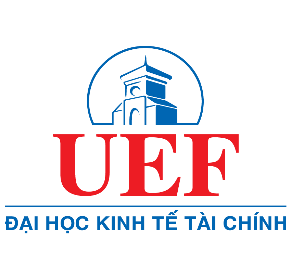 UEF
ĐẠI HỌC KINH TẾ TÀI CHÍNH